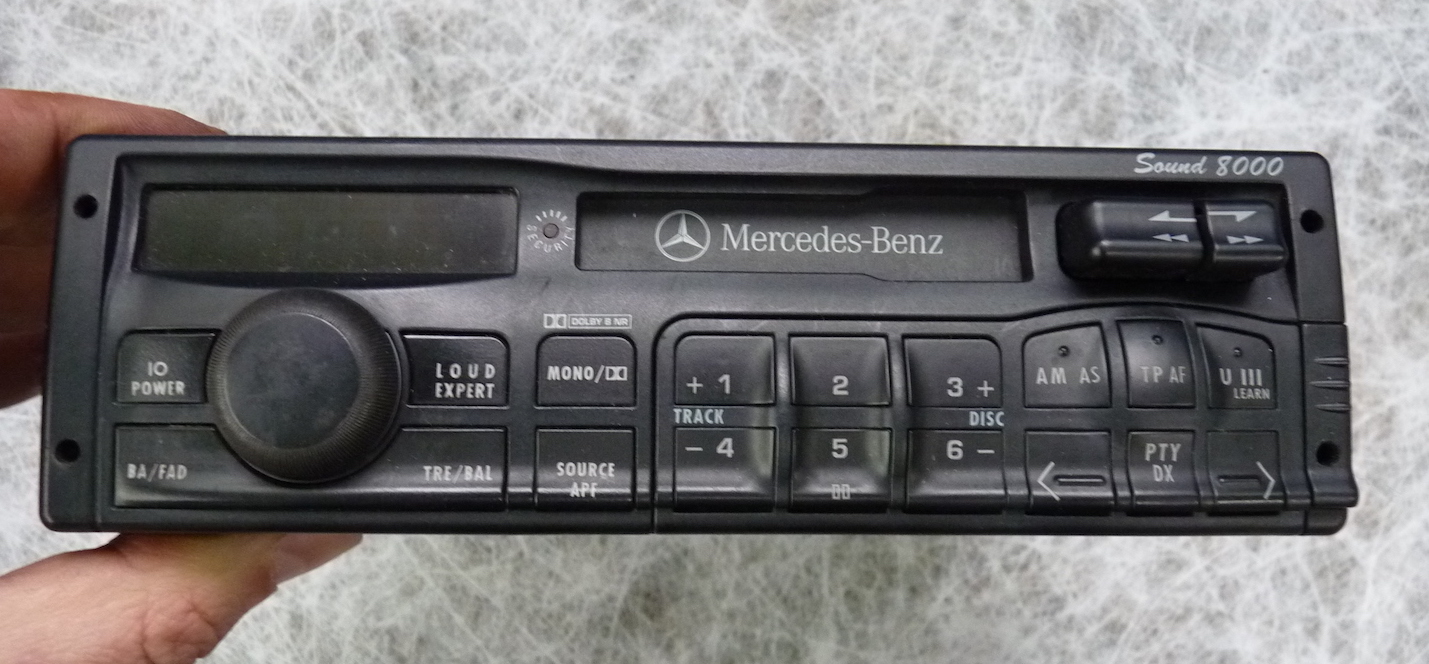 Sound 8000
SECURITY
Mercedes-Benz
DOLBY B NR
IO
POWER
LOUD
EXPERT
MONO/
+ 1
2
3 +
AM AS
TP AF
U III
LEARN
TRACK
DISC
BA/FAD
TRE/BAL
SOURCE
APF
- 4
5
6 -
PTY
DX